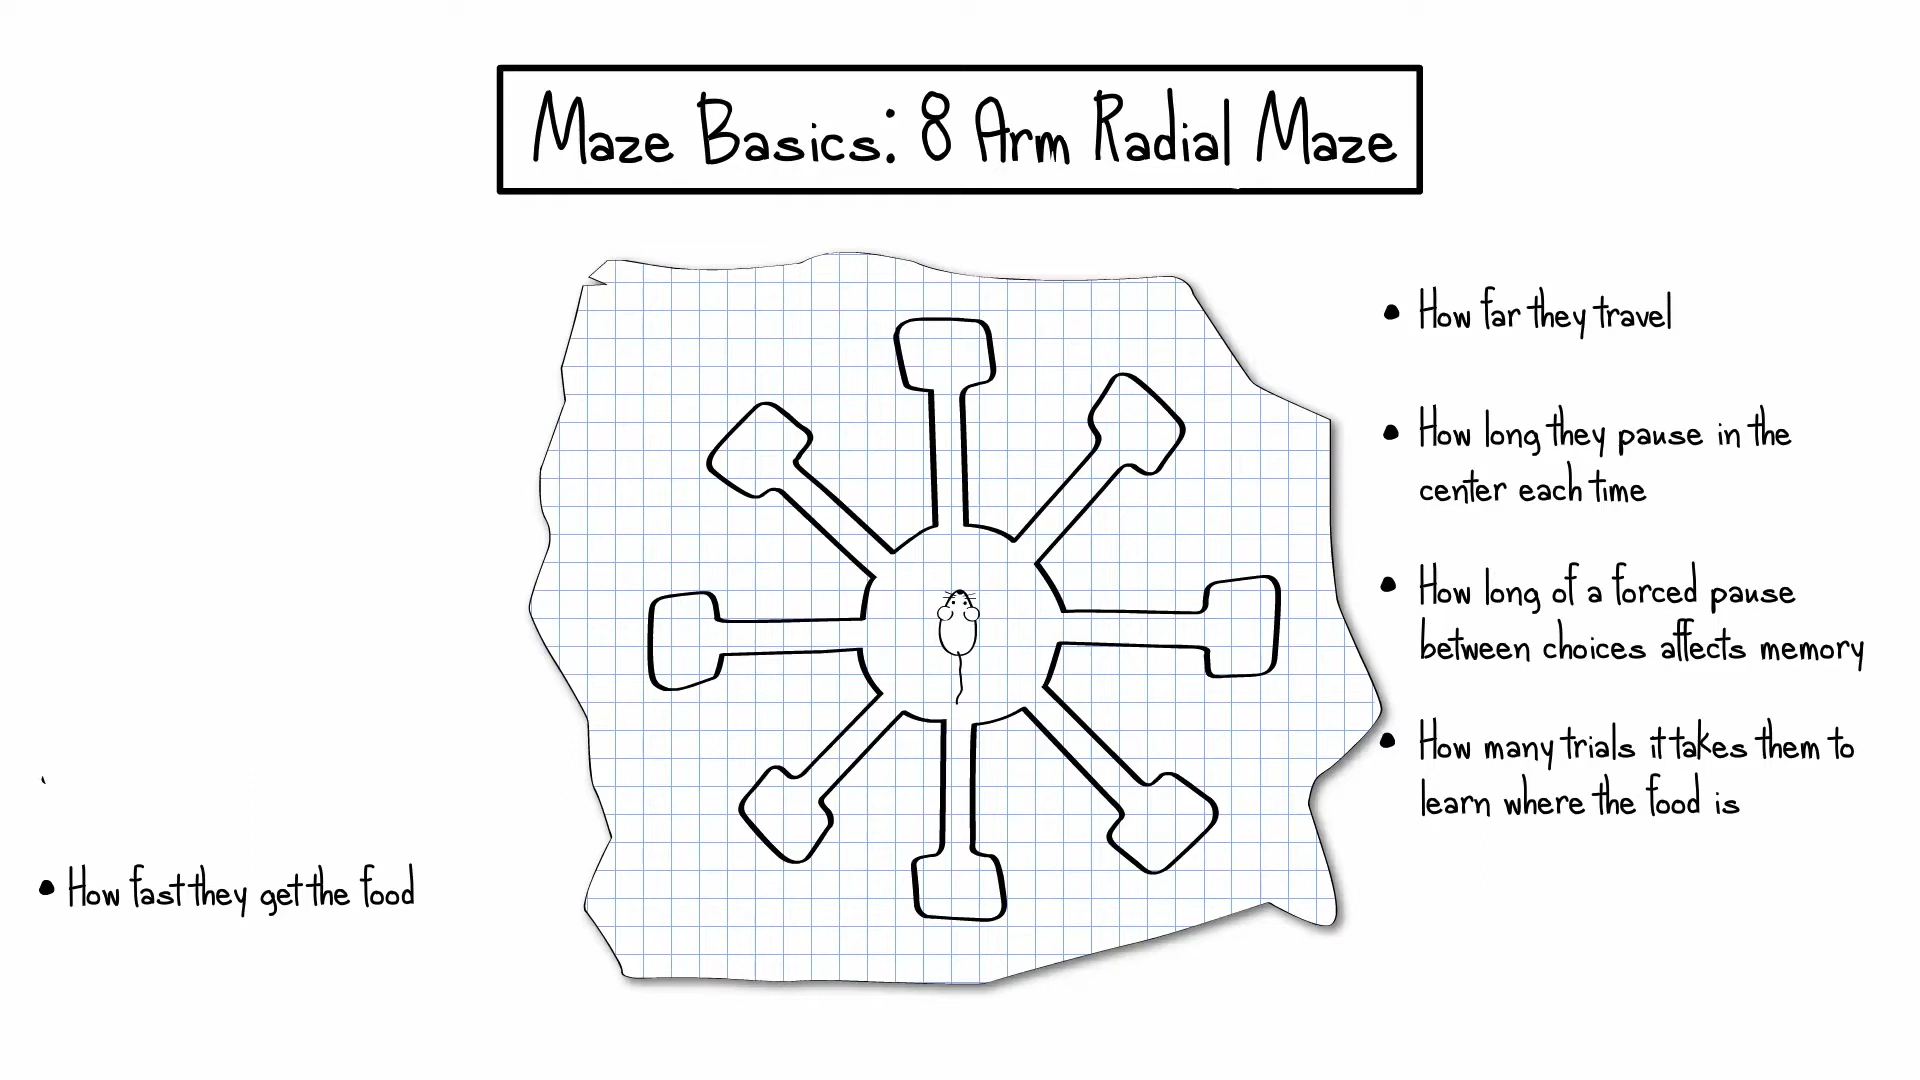 Maze Basics: 8 Arm Radial Maze
• How far they travel
• How long they pause in the
center each time
• How long of a forced pause
between choices affects memory
• How many trials it takes them to
learn where the food is
• How fast they get the food